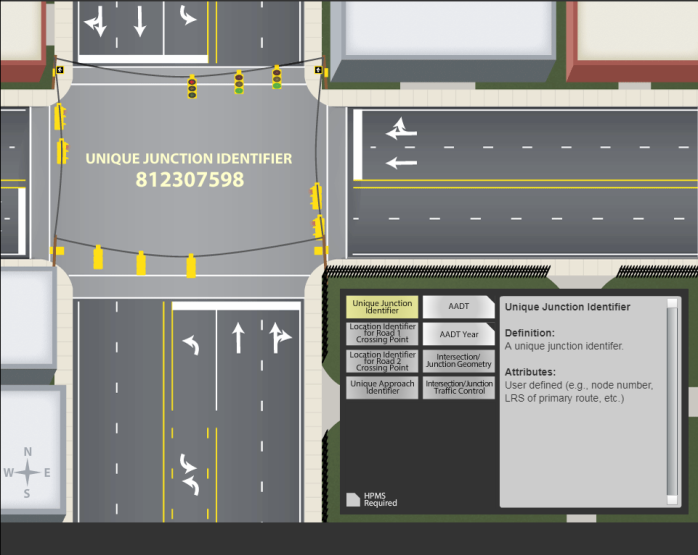 UNIQUE JUNCTION IDENTIFIER
812307598
Unique Junction
Identifier
AADT
Location Identifier
for Road 1
Crossing Point
AADT Year
Location Identifier
for Road 2
Crossing Point
Intersection/
Junction Geometry
Unique Approach
Identifier
Intersection/Junction
Traffic Control
HPMS
Required
Unique Junction Identifier
Definition:
A unique junction identifer.
Attributes:
User defined (e.g., node number,
LRS of primary route, etc.)
N
W E
S